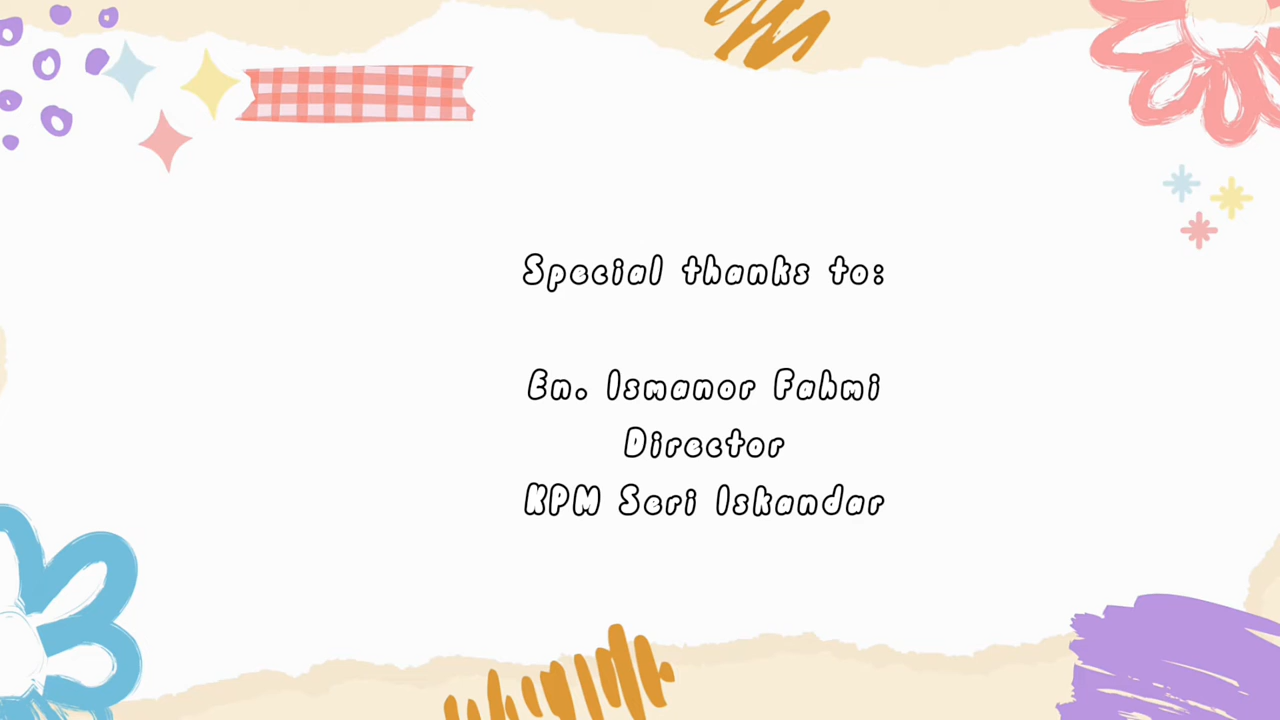 Special thanks to:
En. Ismanor Fahmi
Director
KPM Seri Iskandar